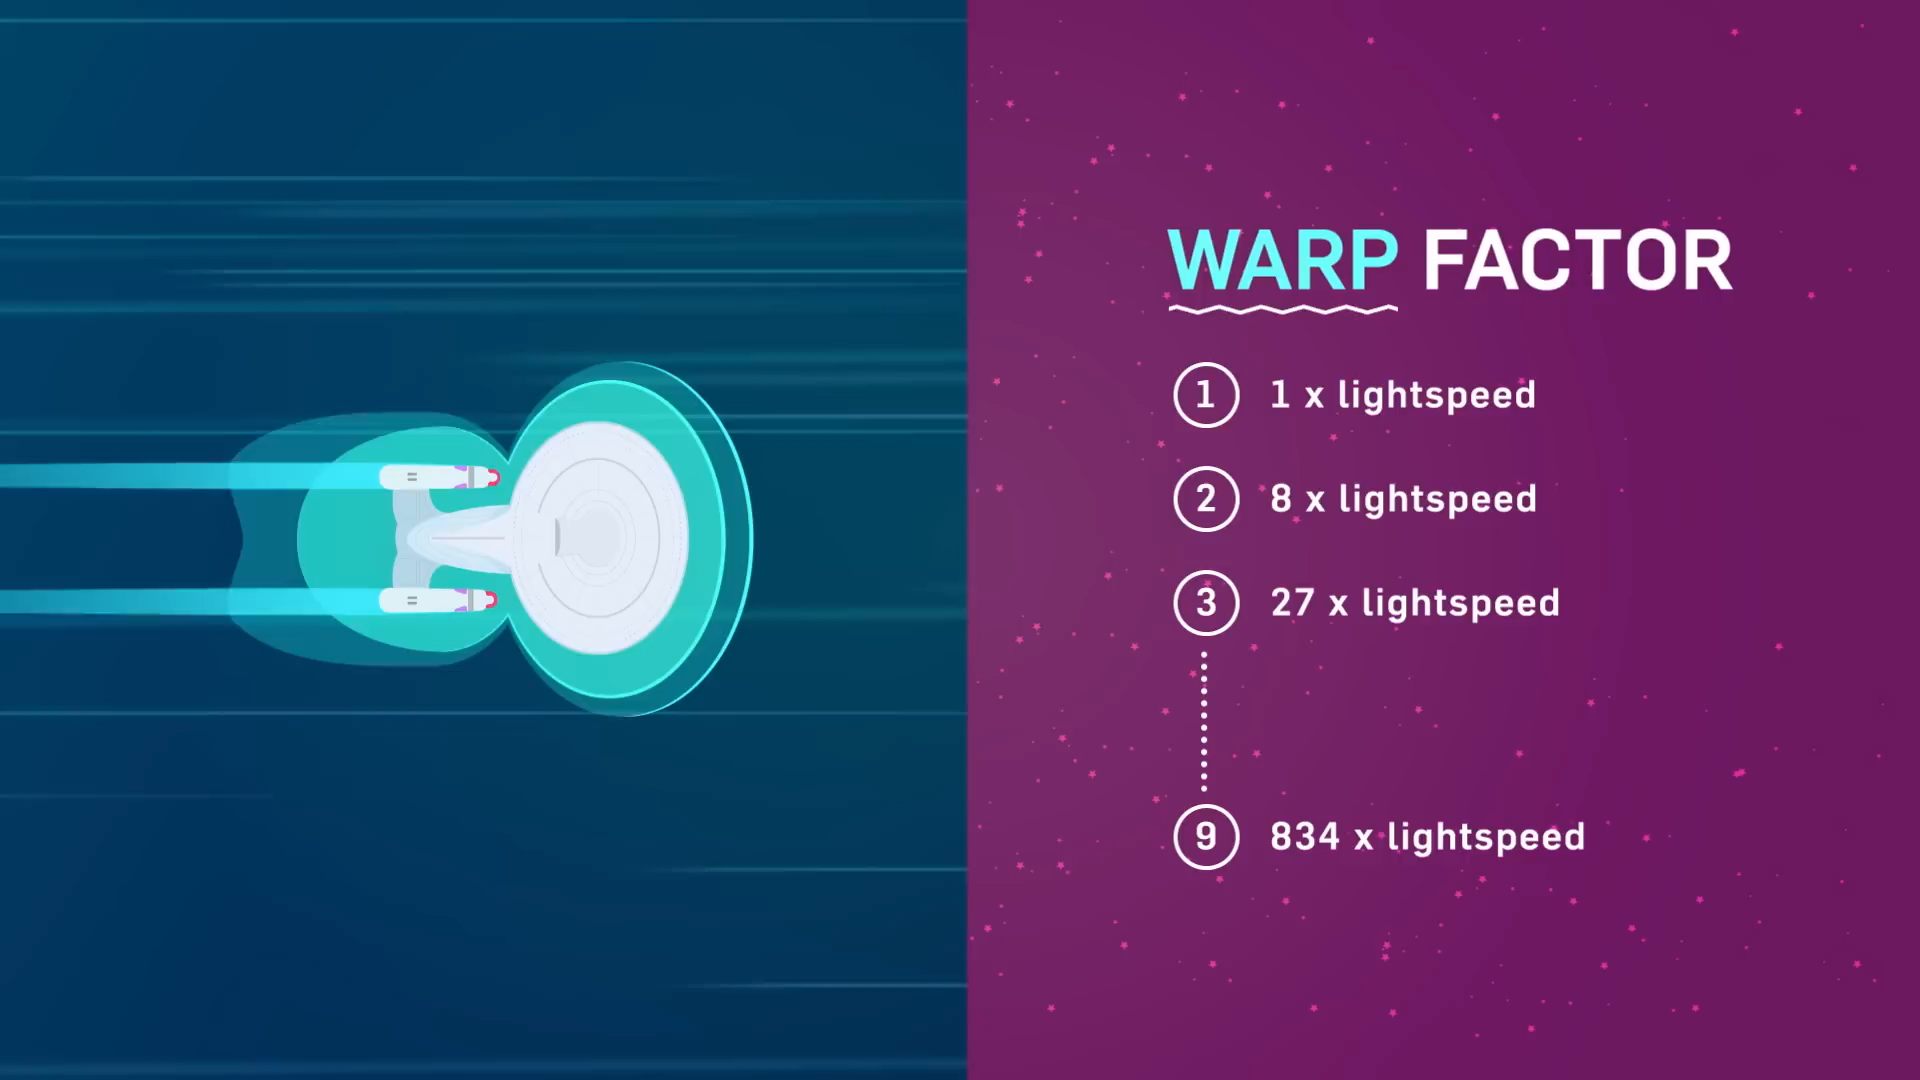 WARP FACTOR
1 1 x lightspeed
2 8 x lightspeed
3 27 x lightspeed
9 834 x lightspeed